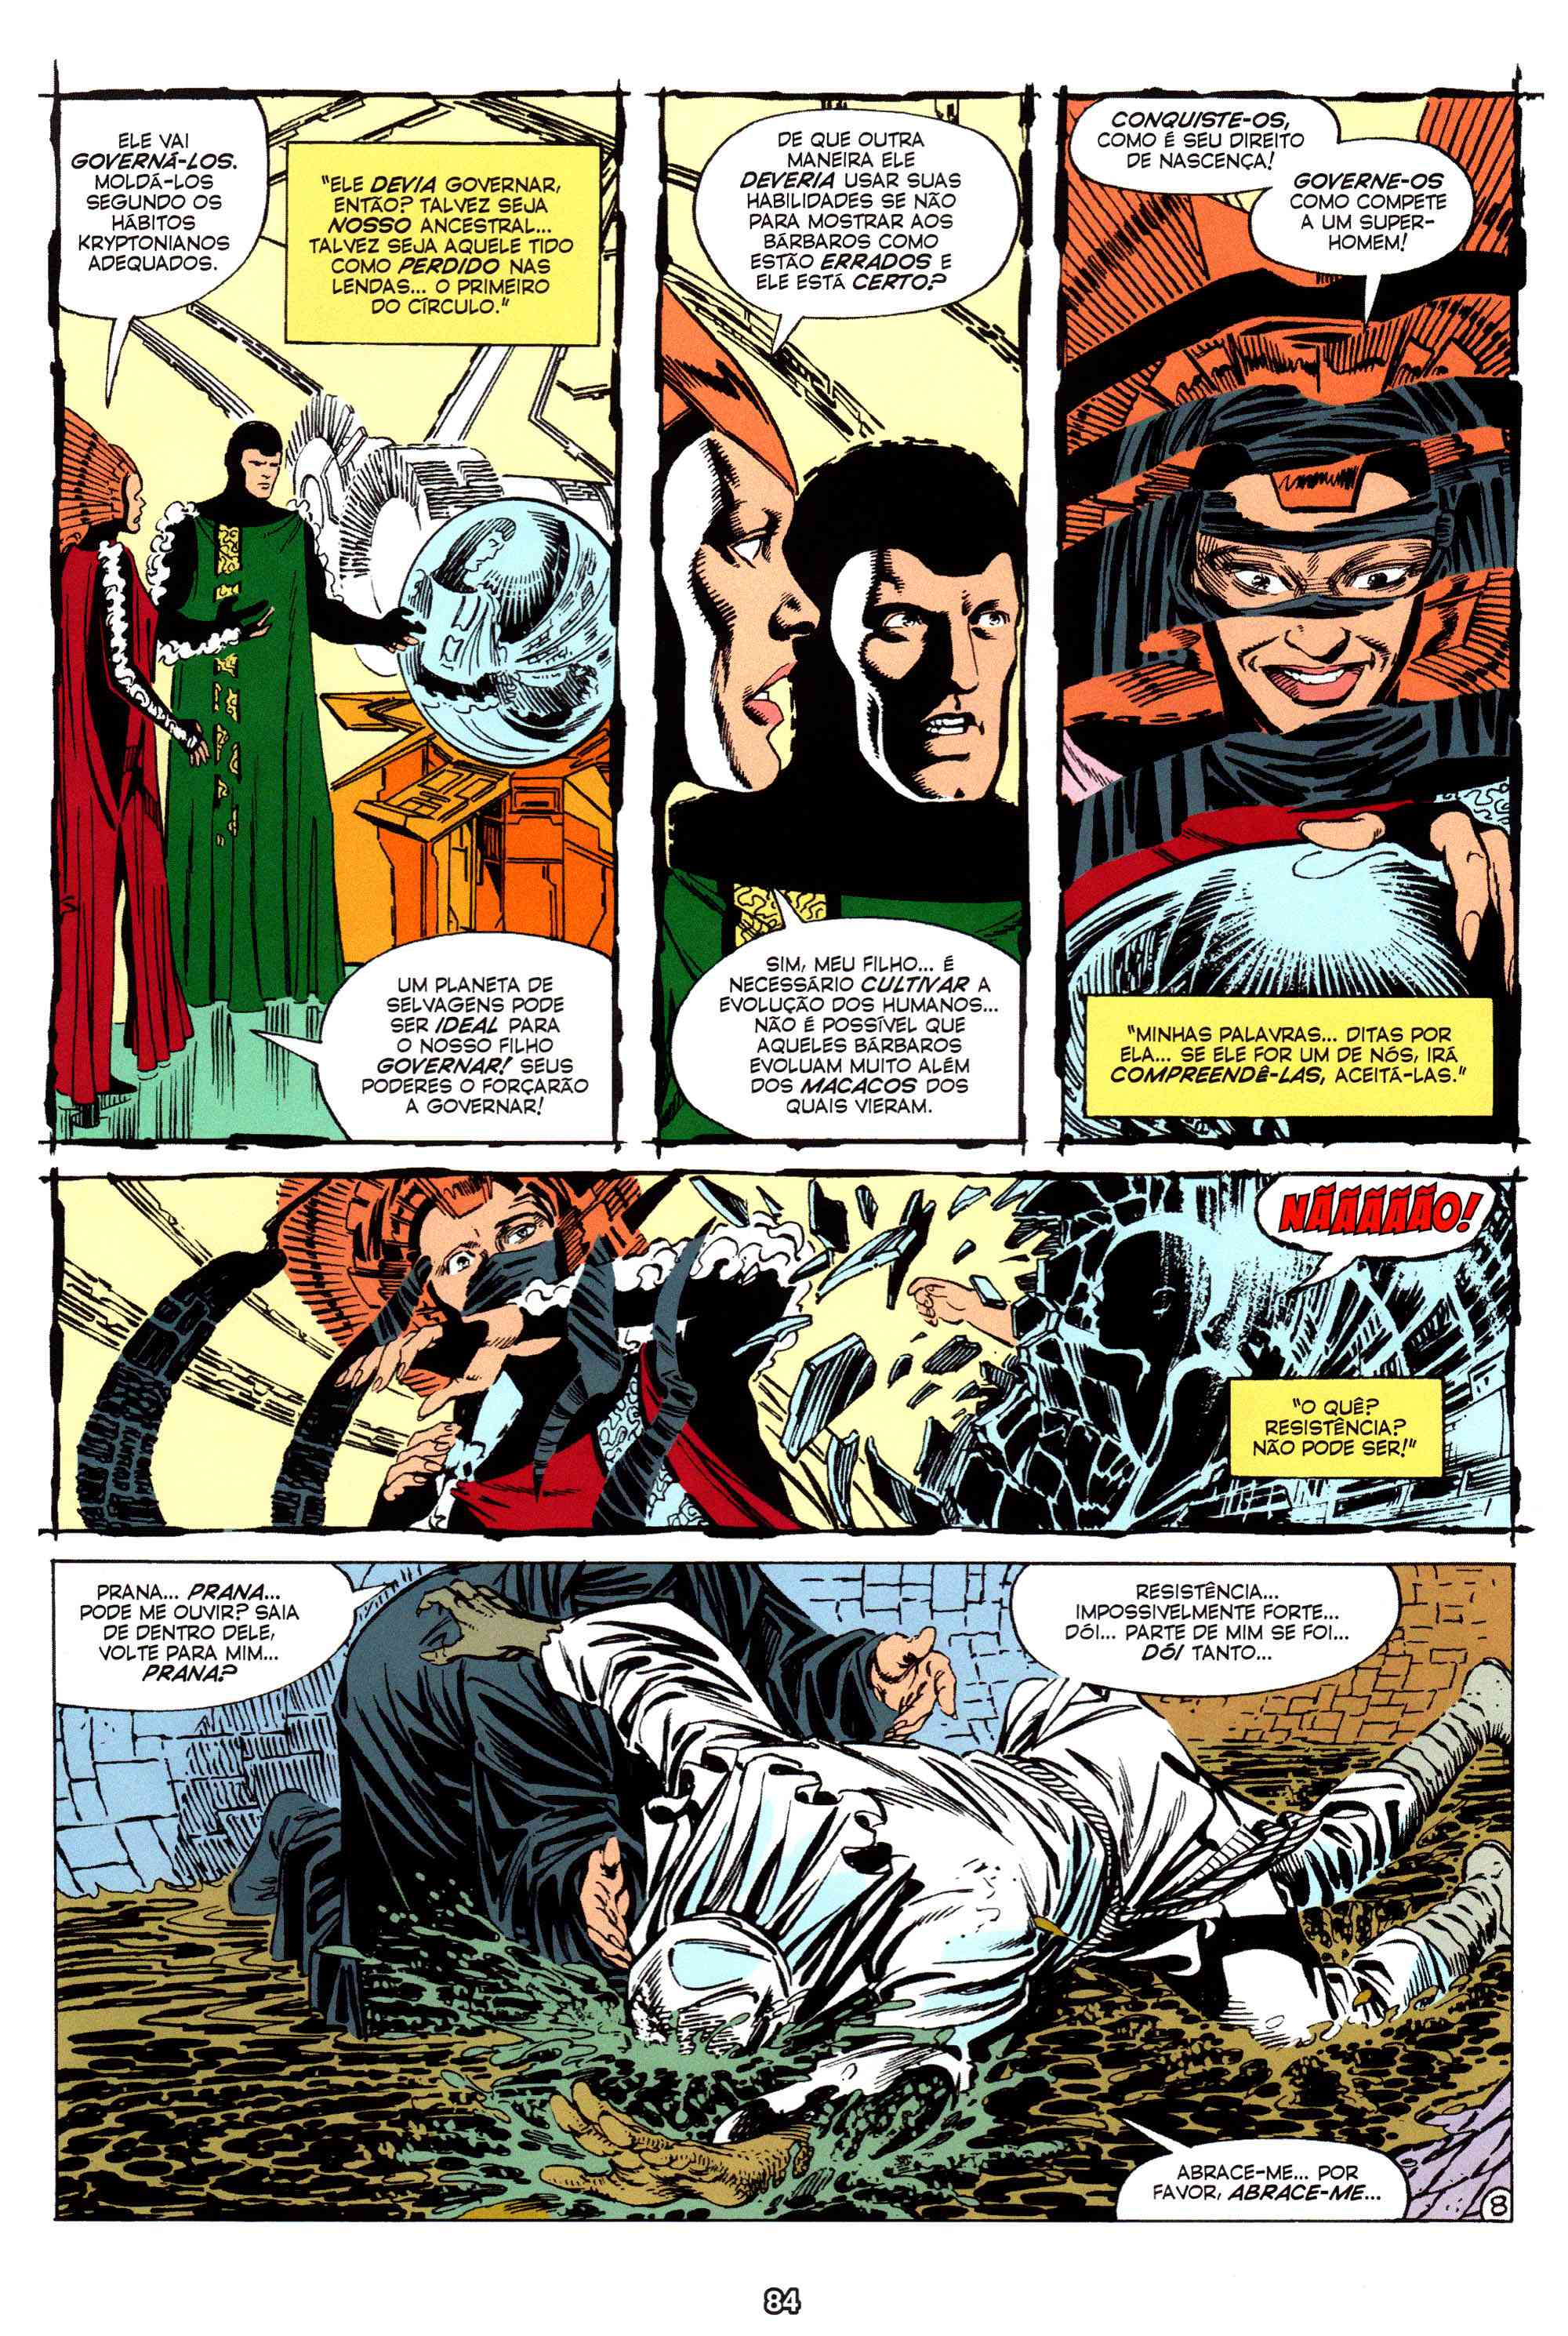 ELE VAI
GOVERNÁ-LOS.
MOLDÁ-LOS
SEGUNDO OS
HÁBITOS
KRYPTONIANOS
ADEQUADOS.
"ELE DEVIA GOVERNAR,
ENTÃO? TALVEZ SEJA
NOSSO ANCESTRAL...
TALVEZ SEJA AQUELE TIDO
COMO PERDIDO NAS
LENDAS... O PRIMEIRO
DO CÍRCULO."
UM PLANETA DE
SELVAGENS PODE
SER IDEAL PARA
O NOSSO FILHO
GOVERNAR! SEUS
PODERES O FORÇARÃO
A GOVERNAR!
DE QUE OUTRA
MANEIRA ELE
DEVERIA USAR SUAS
HABILIDADES SE NÃO
PARA MOSTRAR AOS
BÁRBAROS COMO
ESTÃO ERRADOS E
ELE ESTÁ CERTO?
SIM, MEU FILHO... É
NECESSÁRIO CULTIVAR A
EVOLUÇÃO DOS HUMANOS...
NÃO É POSSÍVEL QUE
AQUELES BÁRBAROS
EVOLUAM MUITO ALÉM
DOS MACACOS DOS
QUAIS VIERAM.
CONQUISTE-OS,
COMO É SEU DIREITO
DE NASCENÇA!
GOVERNE-OS
COMO COMPETE
A UM SUPER-
HOMEM!
"MINHAS PALAVRAS... DITAS POR
ELA... SE ELE FOR UM DE NÓS, IRÁ
COMPREENDÊ-LAS, ACEITÁ-LAS."
NÃÃÃÃÃO!
"O QUÊ?
RESISTÊNCIA?
NÃO PODE SER!"
PRANA... PRANA...
PODE ME OUVIR? SAIA
DE DENTRO DELE,
VOLTE PARA MIM...
PRANA?
RESISTÊNCIA...
IMPOSSIVELMENTE FORTE...
DÓI... PARTE DE MIM SE FOI...
DÓI TANTO...
ABRACE-ME... POR
FAVOR, ABRACE-ME...
8
84